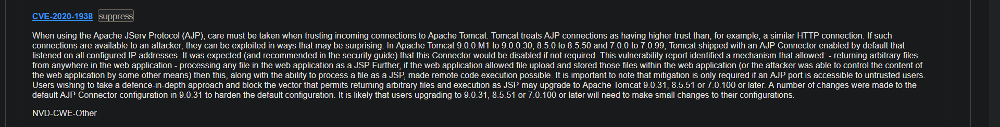 CVE-2020-1938 suppress
When using the Apache JServ Protocol (AJP), care must be taken when trusting incoming connections to Apache Tomcat. Tomcat treats AJP connections as having higher trust than, for example, a similar HTTP connection. If such
connections are available to an attacker, they can be exploited in ways that may be surprising. In Apache Tomcat 9.0.0.M1 to 9.0.0.30, 8.5.0 to 8.5.50 and 7.0.0 to 7.0.99, Tomcat shipped with an AJP Connector enabled by default that
listened on all configured IP addresses. It was expected (and recommended in the security guide) that this Connector would be disabled if not required. This vulnerability report identified a mechanism that allowed: - returning arbitrary files
from anywhere in the web application - processing any file in the web application as a JSP Further, if the web application allowed file upload and stored those files within the web application (or the attacker was able to control the content of
the web application by some other means) then this, along with the ability to process a file as a JSP, made remote code execution possible. It is important to note that mitigation is only required if an AJP port is accessible to untrusted users.
Users wishing to take a defence-in-depth approach and block the vector that permits returning arbitrary files and execution as JSP may upgrade to Apache Tomcat 9.0.31, 8.5.51 or 7.0.100 or later. A number of changes were made to the
default AJP Connector configuration in 9.0.31 to harden the default configuration. It is likely that users upgrading to 9.0.31, 8.5.51 or 7.0.100 or later will need to make small changes to their configurations.
NVD-CWE-Other